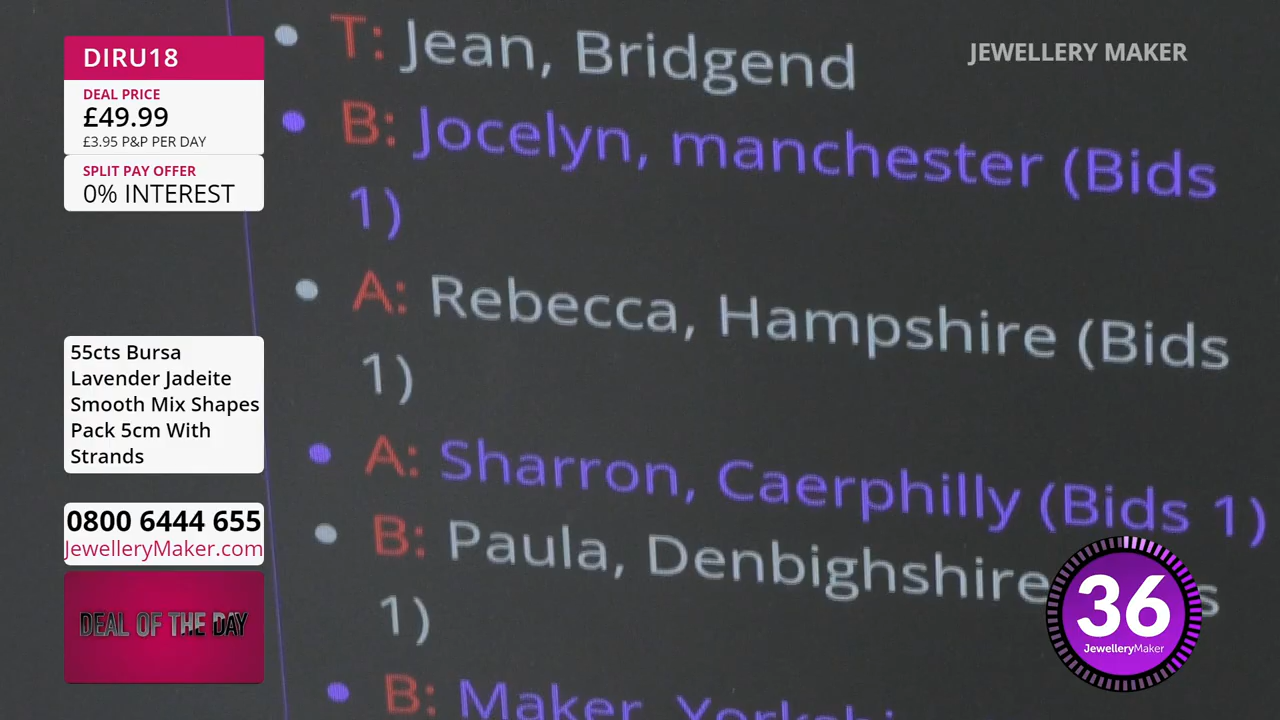 DIRU18
DEAL PRICE
£49.99
£3.95 P&P PER DAY
SPLIT PAY OFFER
0% INTEREST
55cts Bursa
Lavender Jadeite
Smooth Mix Shapes
Pack 5cm With
Strands
0800 6444 655
JewelleryMaker.com
DEAL OF THE DAY
JEWELLERY MAKER
T: Jean, Bridgend
B: Jocelyn, manchester (Bids
1)
A: Rebecca, Hampshire (Bids
1)
A: Sharron, Caerphilly (Bids 1)
B: Paula, Denbighshire
1)
B: Maker,
36
JewelleryMaker